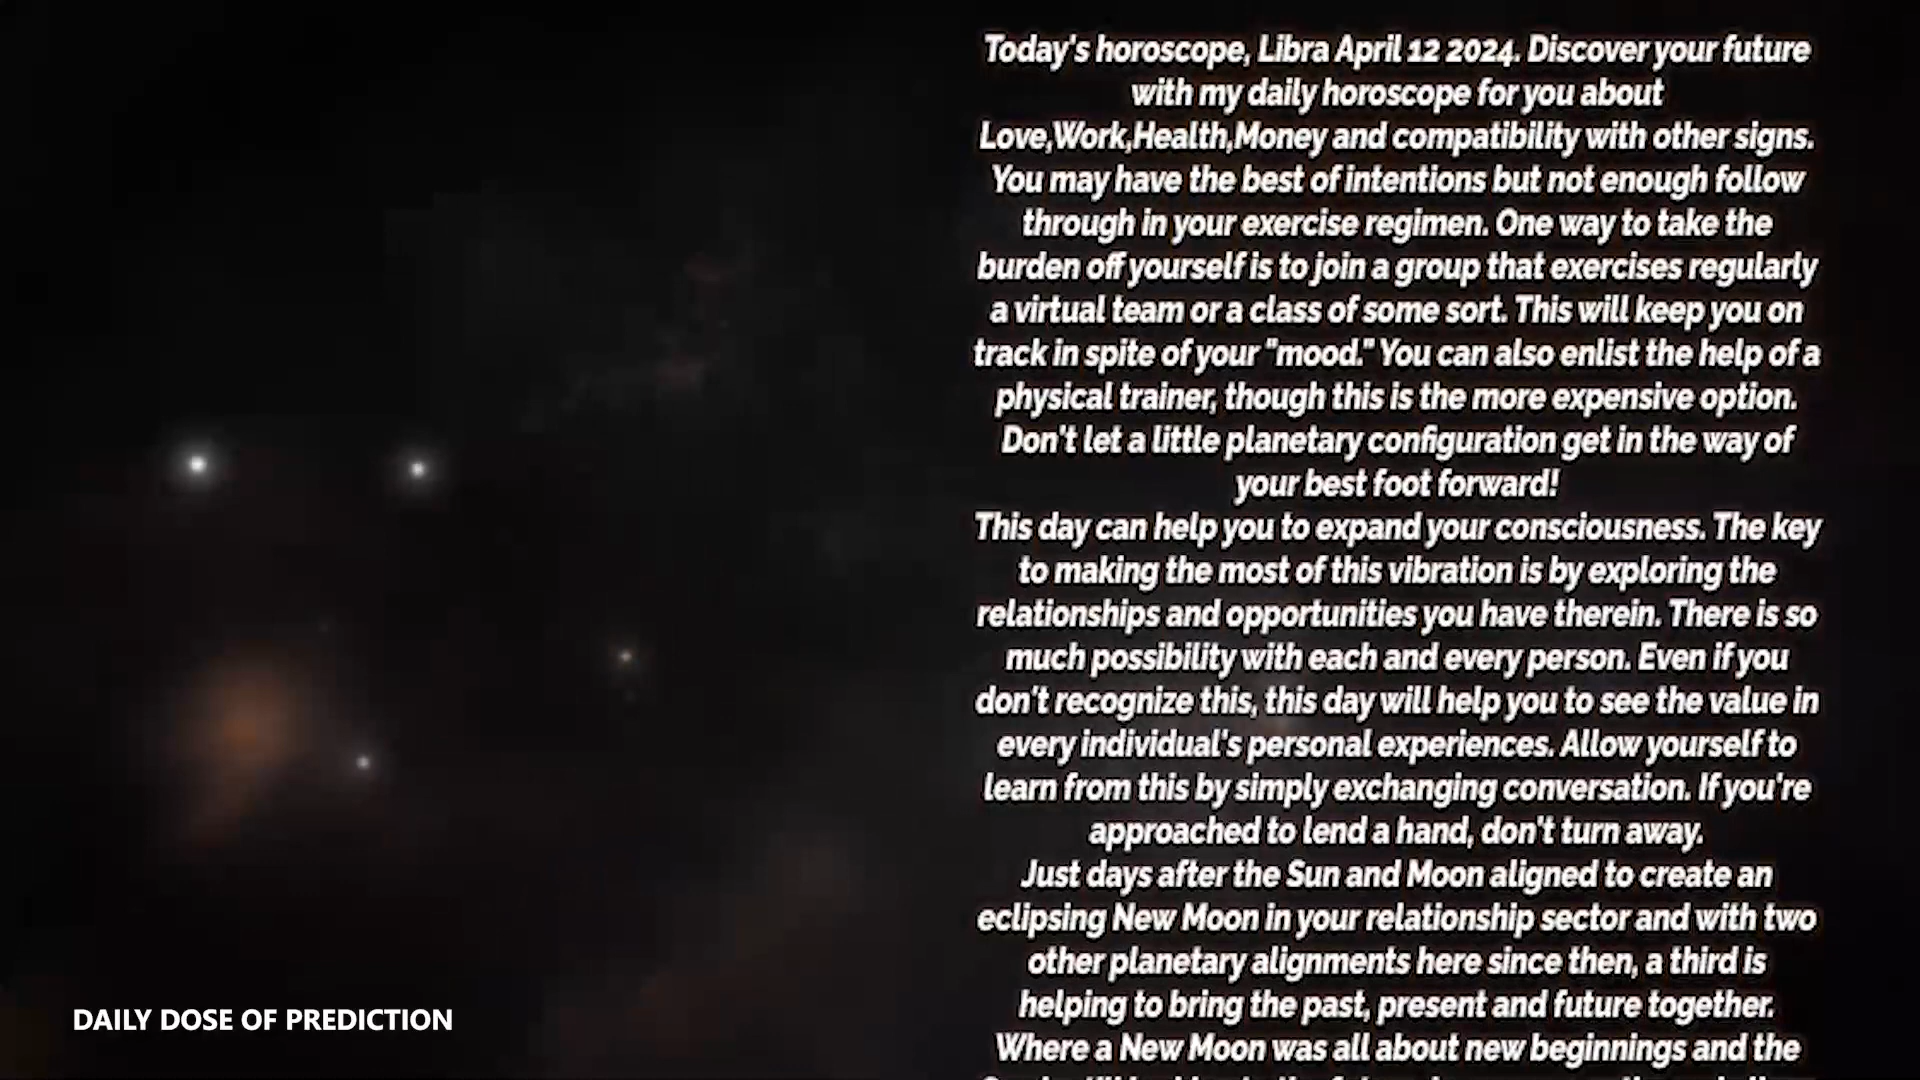 Today's horoscope, Libra April 12 2024. Discover your future
with my daily horoscope for you about
Love,Work,Health,Money and compatibility with other signs.
You may have the best of intentions but not enough follow
through in your exercise regimen. One way to take the
burden off yourself is to join a group that exercises regularly
a virtual team or a class of some sort. This will keep you on
track in spite of your "mood." You can also enlist the help of a
physical trainer, though this is the more expensive option.
Don't let a little planetary configuration get in the way of
your best foot forward!
This day can help you to expand your consciousness. The key
to making the most of this vibration is by exploring the
relationships and opportunities you have therein. There is so
much possibility with each and every person. Even if you
don't recognize this, this day will help you to see the value in
every individual's personal experiences. Allow yourself to
learn from this by simply exchanging conversation. If you're
approached to lend a hand, don't turn away.
Just days after the Sun and Moon aligned to create an
eclipsing New Moon in your relationship sector and with two
other planetary alignments here since then, a third is
helping to bring the past, present and future together.
Where a New Moon was all about new beginnings and the
DAILY DOSE OF PREDICTION